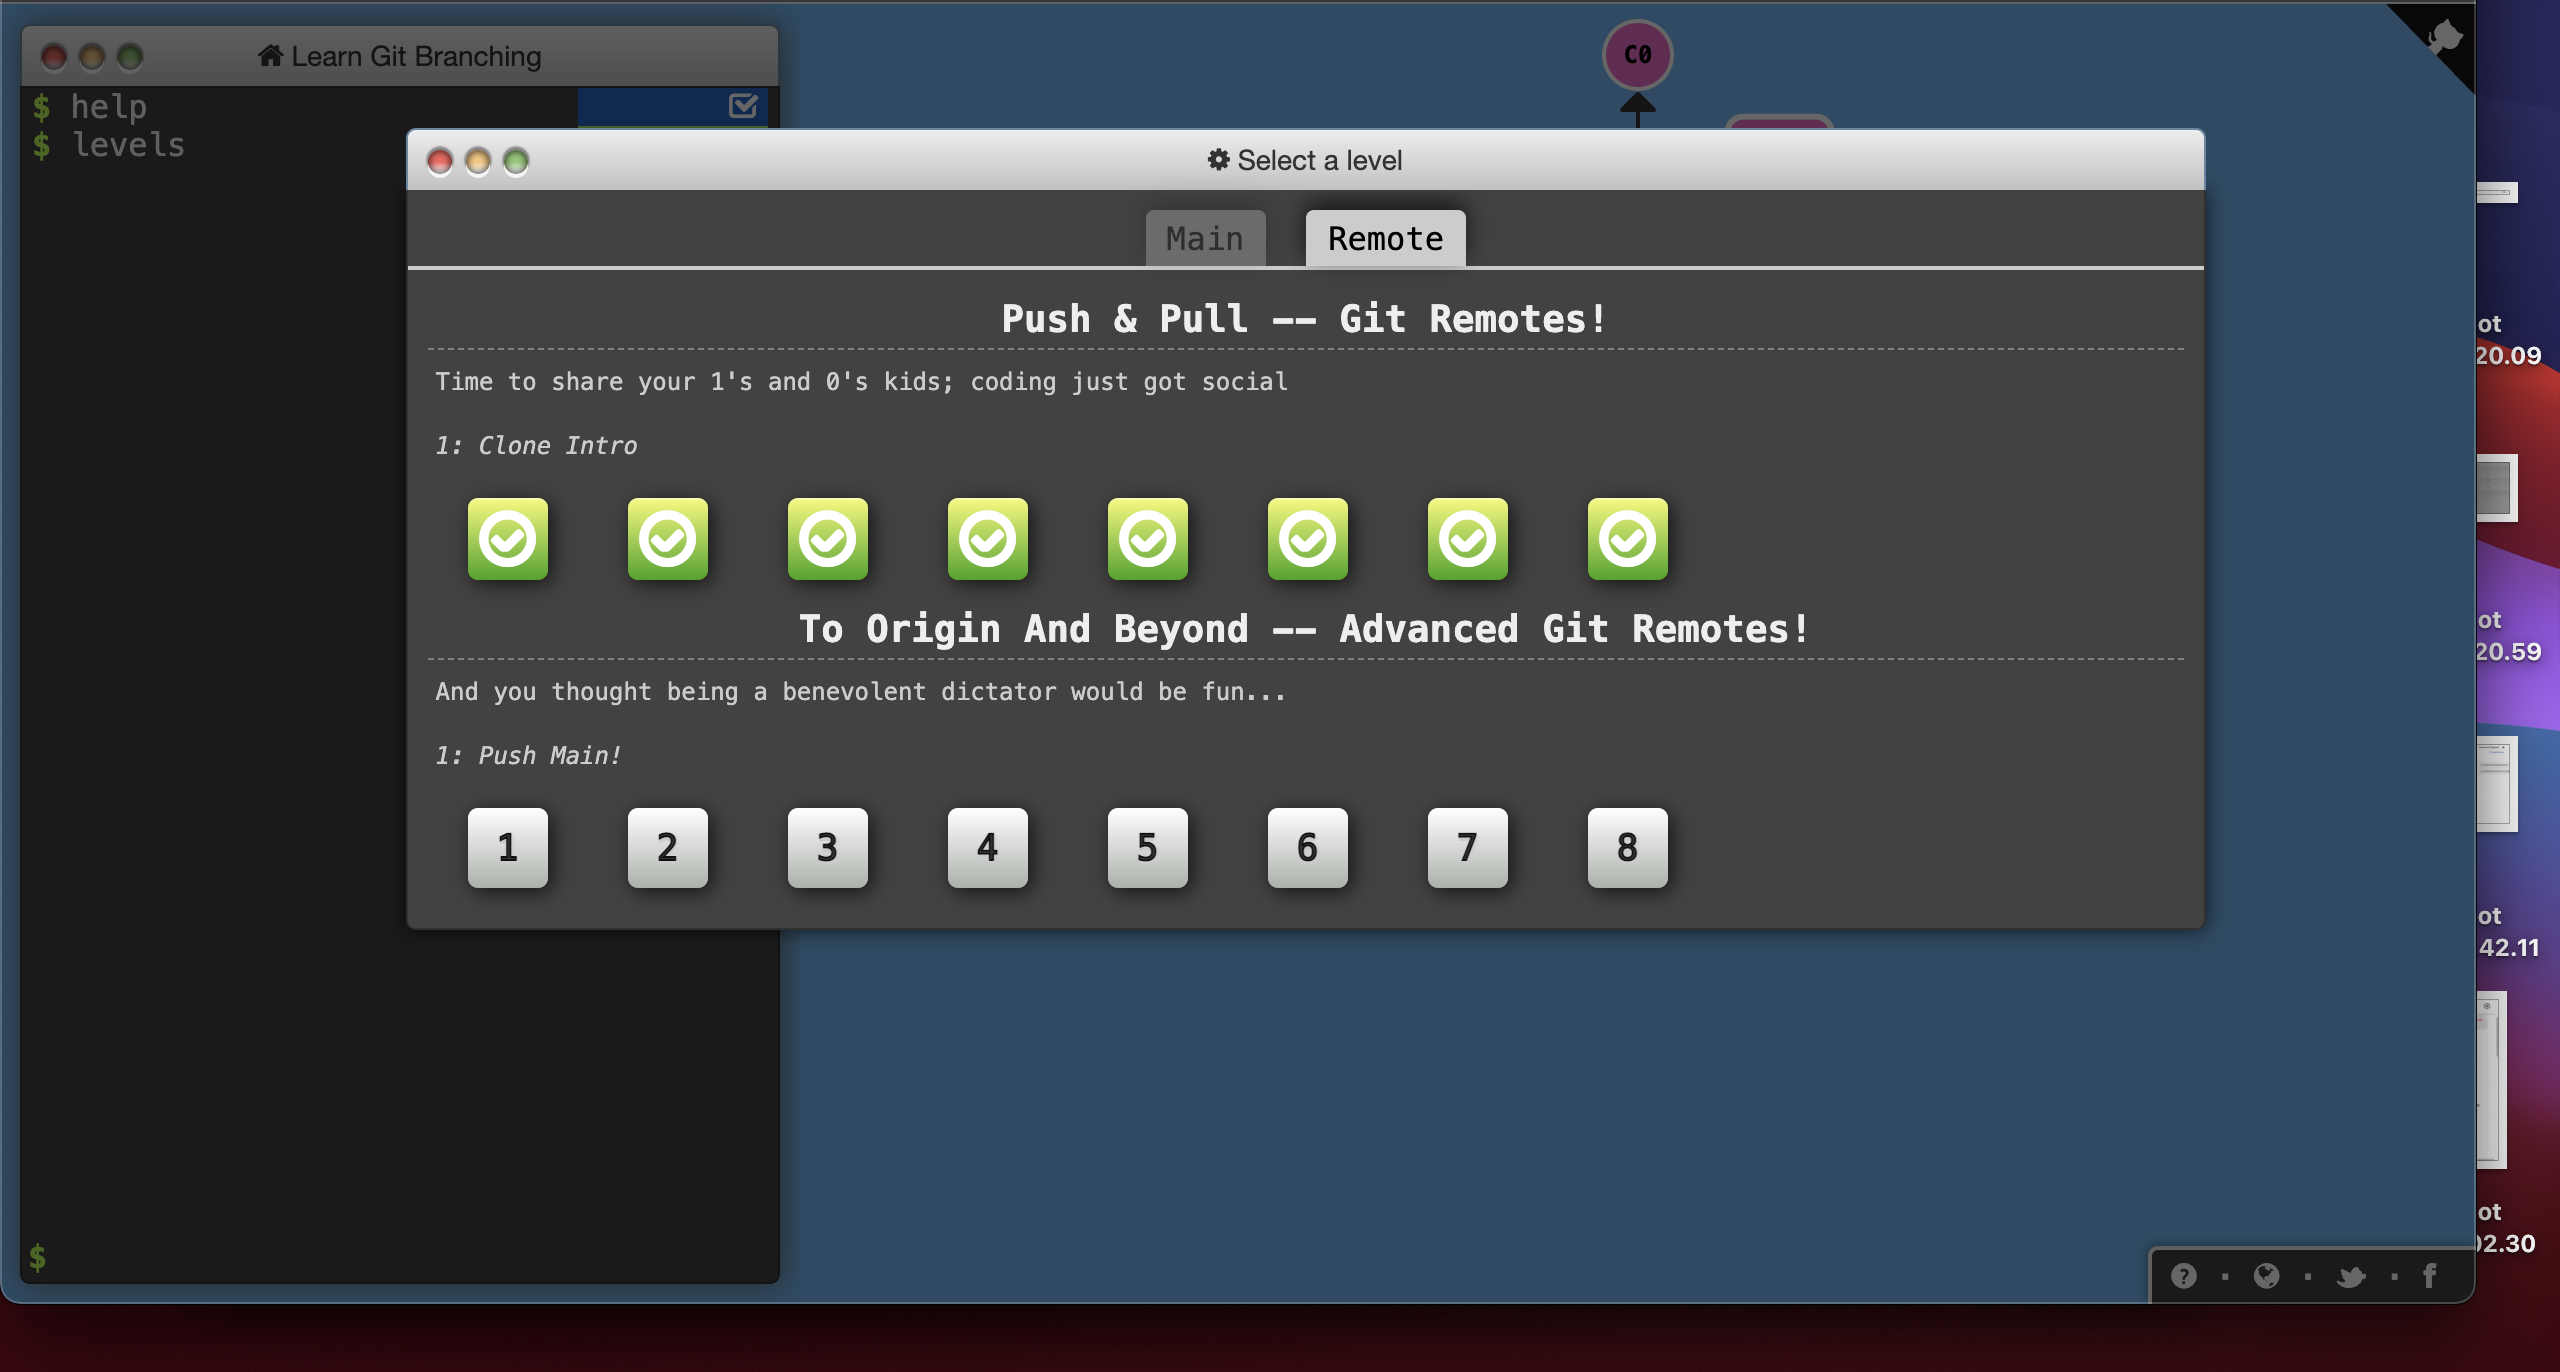 Learn Git Branching
$ help
$ levels
C0
Select a level
Main
Remote
Push & Pull -- Git Remotes!
Time to share your 1's and 0's kids; coding just got social
1: Clone Intro
To Origin And Beyond -- Advanced Git Remotes!
And you thought being a benevolent dictator would be fun...
1: Push Main!
1 2 3 4 5 6 7 8
$
ot
20.09
ot
20.59
ot
42.11
ot
02.30